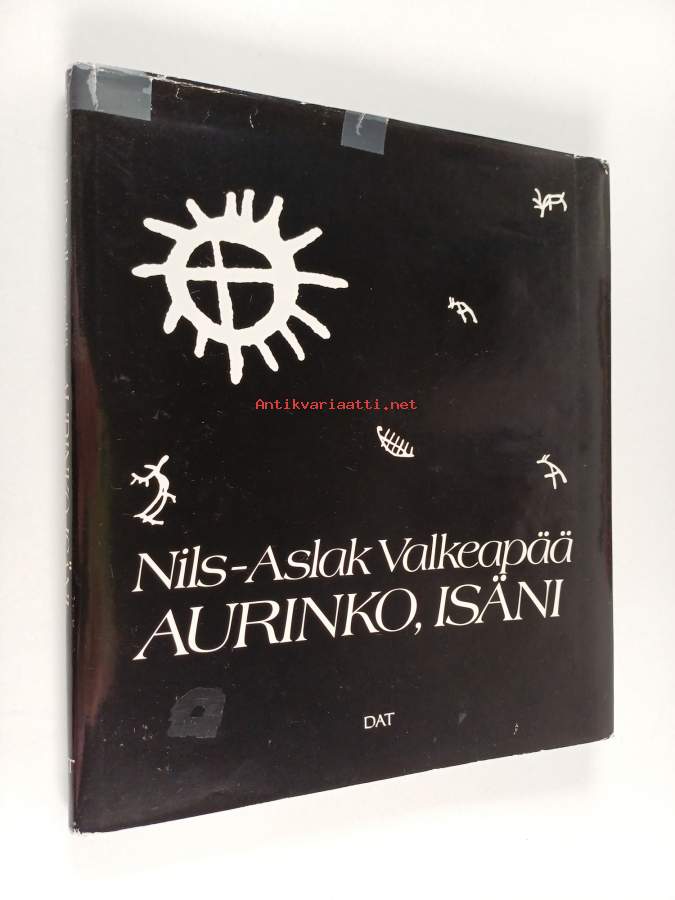 Antikvariaatti.net
Nils-Aslak Valkeapää
AURINKO, ISÄNI
DAT